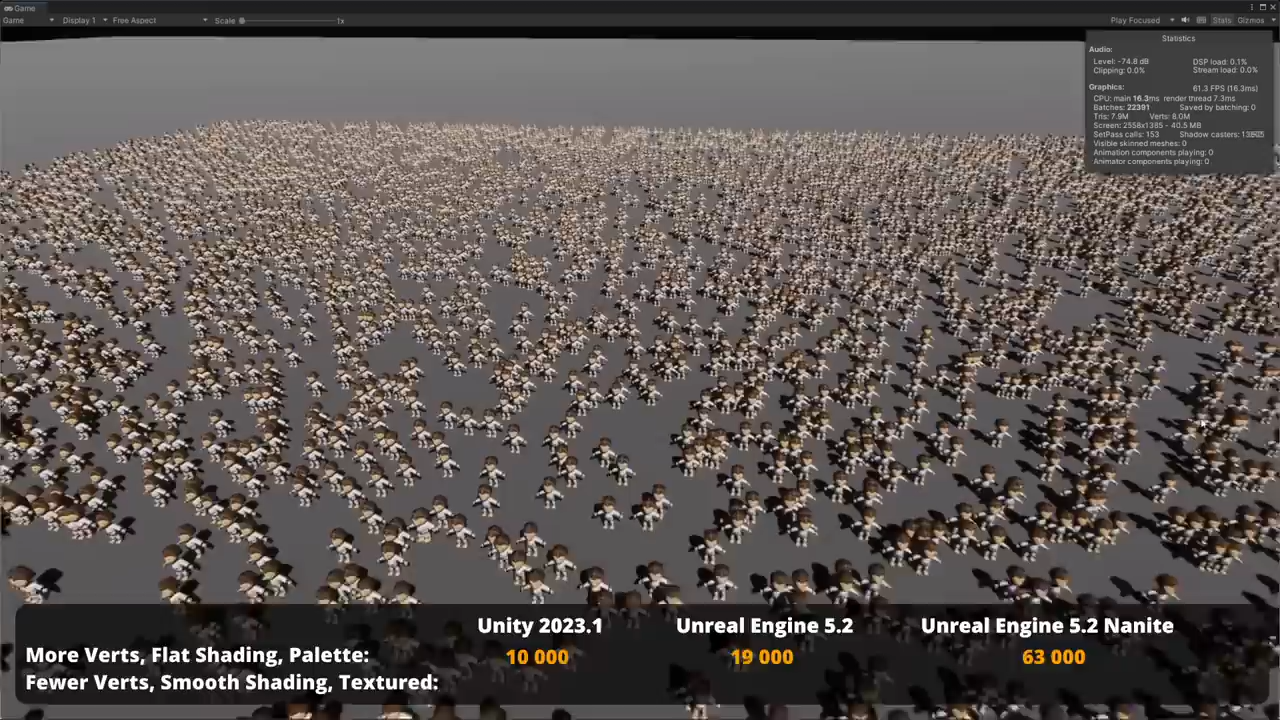 Game
Game Display 1 Free Aspect Scale 1x Play Focused Stats Gizmos
Statistics
Audio:
Level: -74.8 dB DSP load: 0.1%
Clipping: 0.0% Stream load: 0.0%
Graphics: 61.3 FPS (16.3ms)
CPU: main 16.3ms render thread 7.3ms
Batches: 22391 Saved by batching: 0
Tris: 7.9M Verts: 8.0M
Screen: 2558x1385 - 40.5 MB
SetPass calls: 153 Shadow casters:
Visible skinned meshes: 0
Animation components playing: 0
Animator components playing: 0
Unity 2023.1 Unreal Engine 5.2 Unreal Engine 5.2 Nanite
More Verts, Flat Shading, Palette: 10 000 19 000 63 000
Fewer Verts, Smooth Shading, Textured: